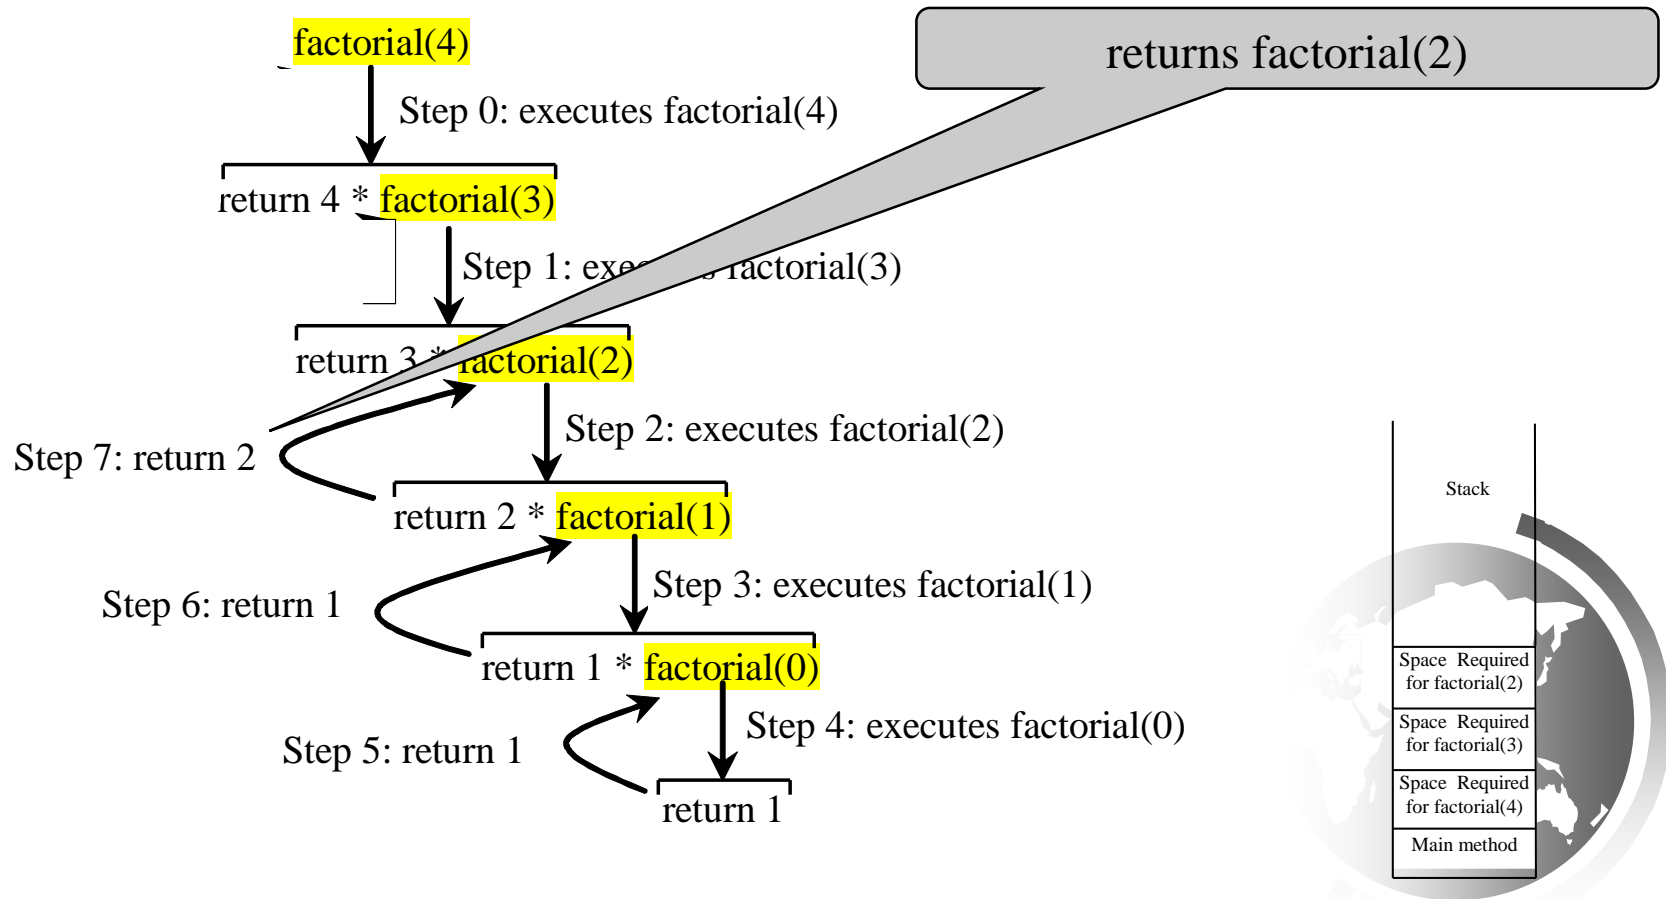 factorial(4)
returns factorial(2)
Step 0: executes factorial(4)
return 4 * factorial(3)
Step 1: factorial(3)
return 3 * factorial(2)
Step 2: executes factorial(2)
Step 7: return 2
return 2 * factorial(1)
Step 3: executes factorial(1)
Step 6: return 1
return 1 * factorial(0)
Step 4: executes factorial(0)
Step 5: return 1
return 1
Stack
Space Required
for factorial(2)
Space Required
for factorial(3)
Space Required
for factorial(4)
Main method